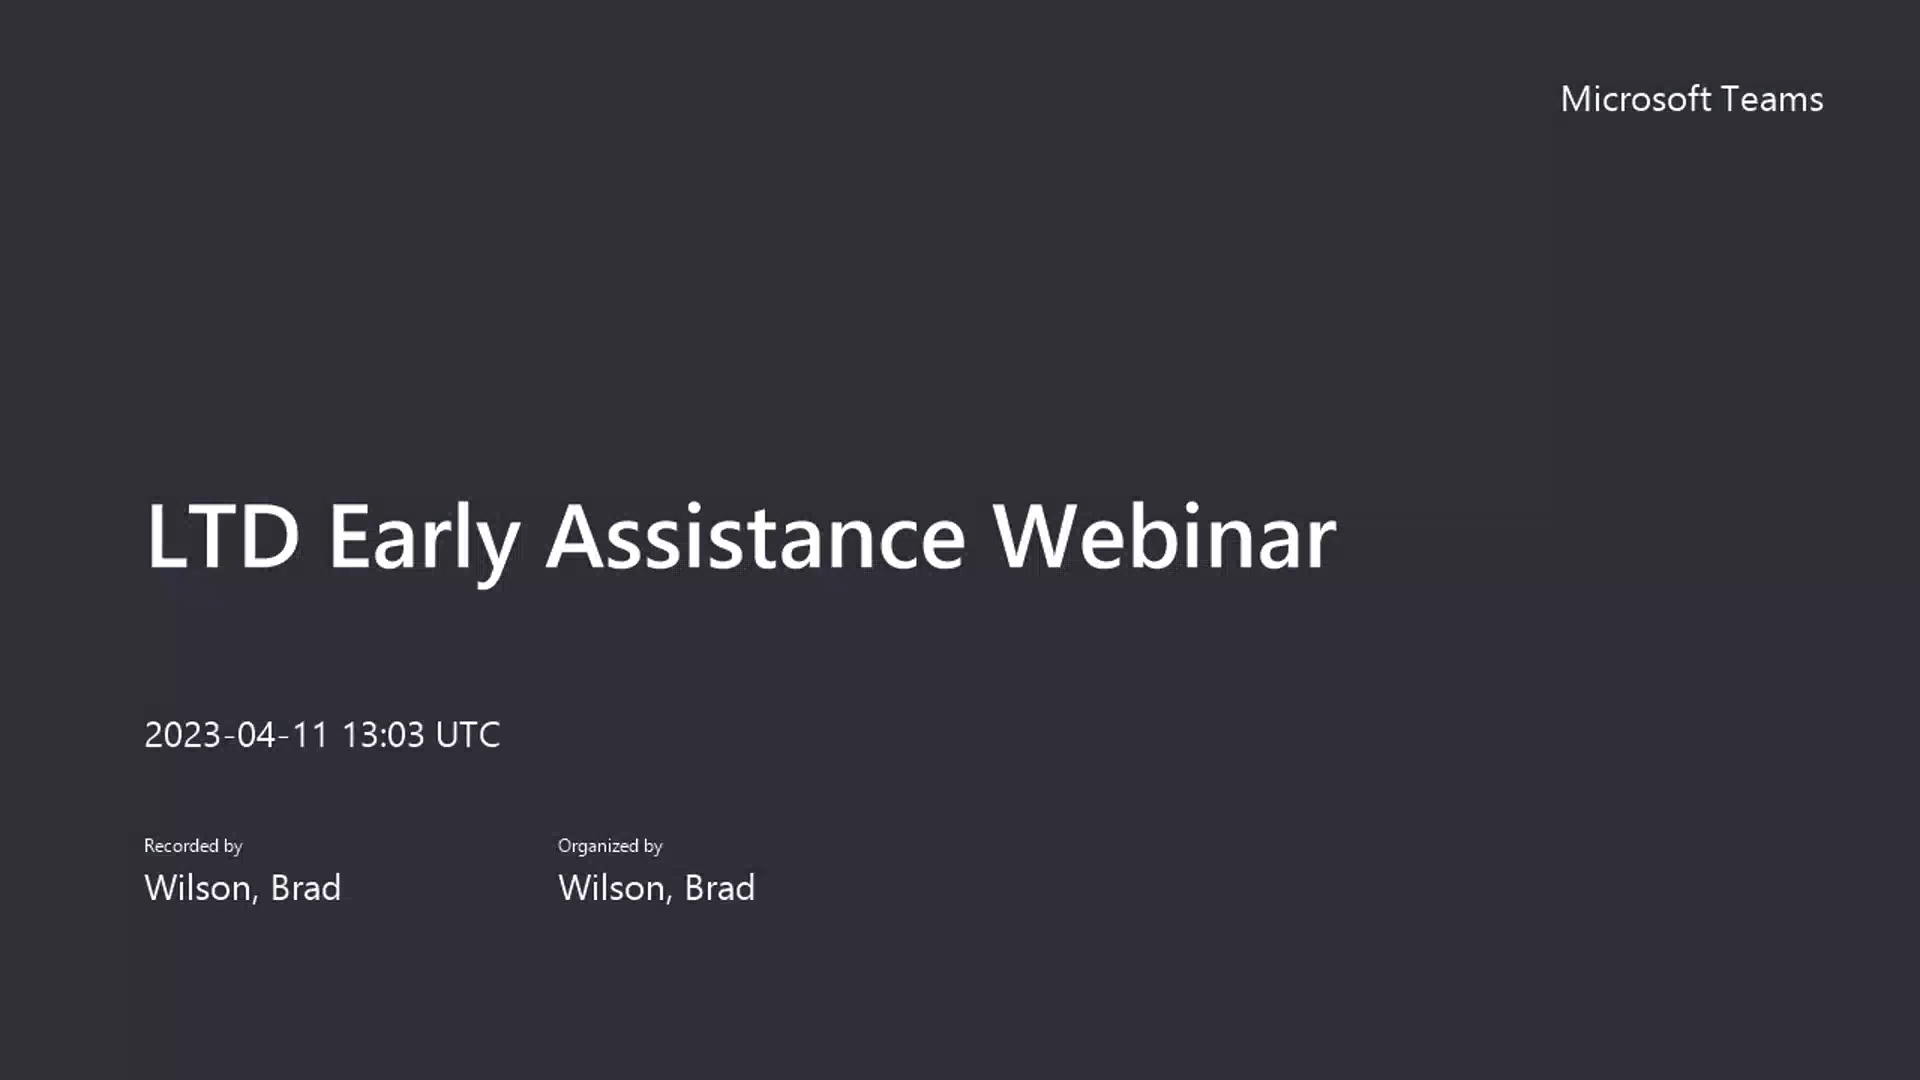 Microsoft Teams
LTD Early Assistance Webinar
2023-04-11 13:03 UTC
Recorded by
Wilson, Brad
Organized by
Wilson, Brad